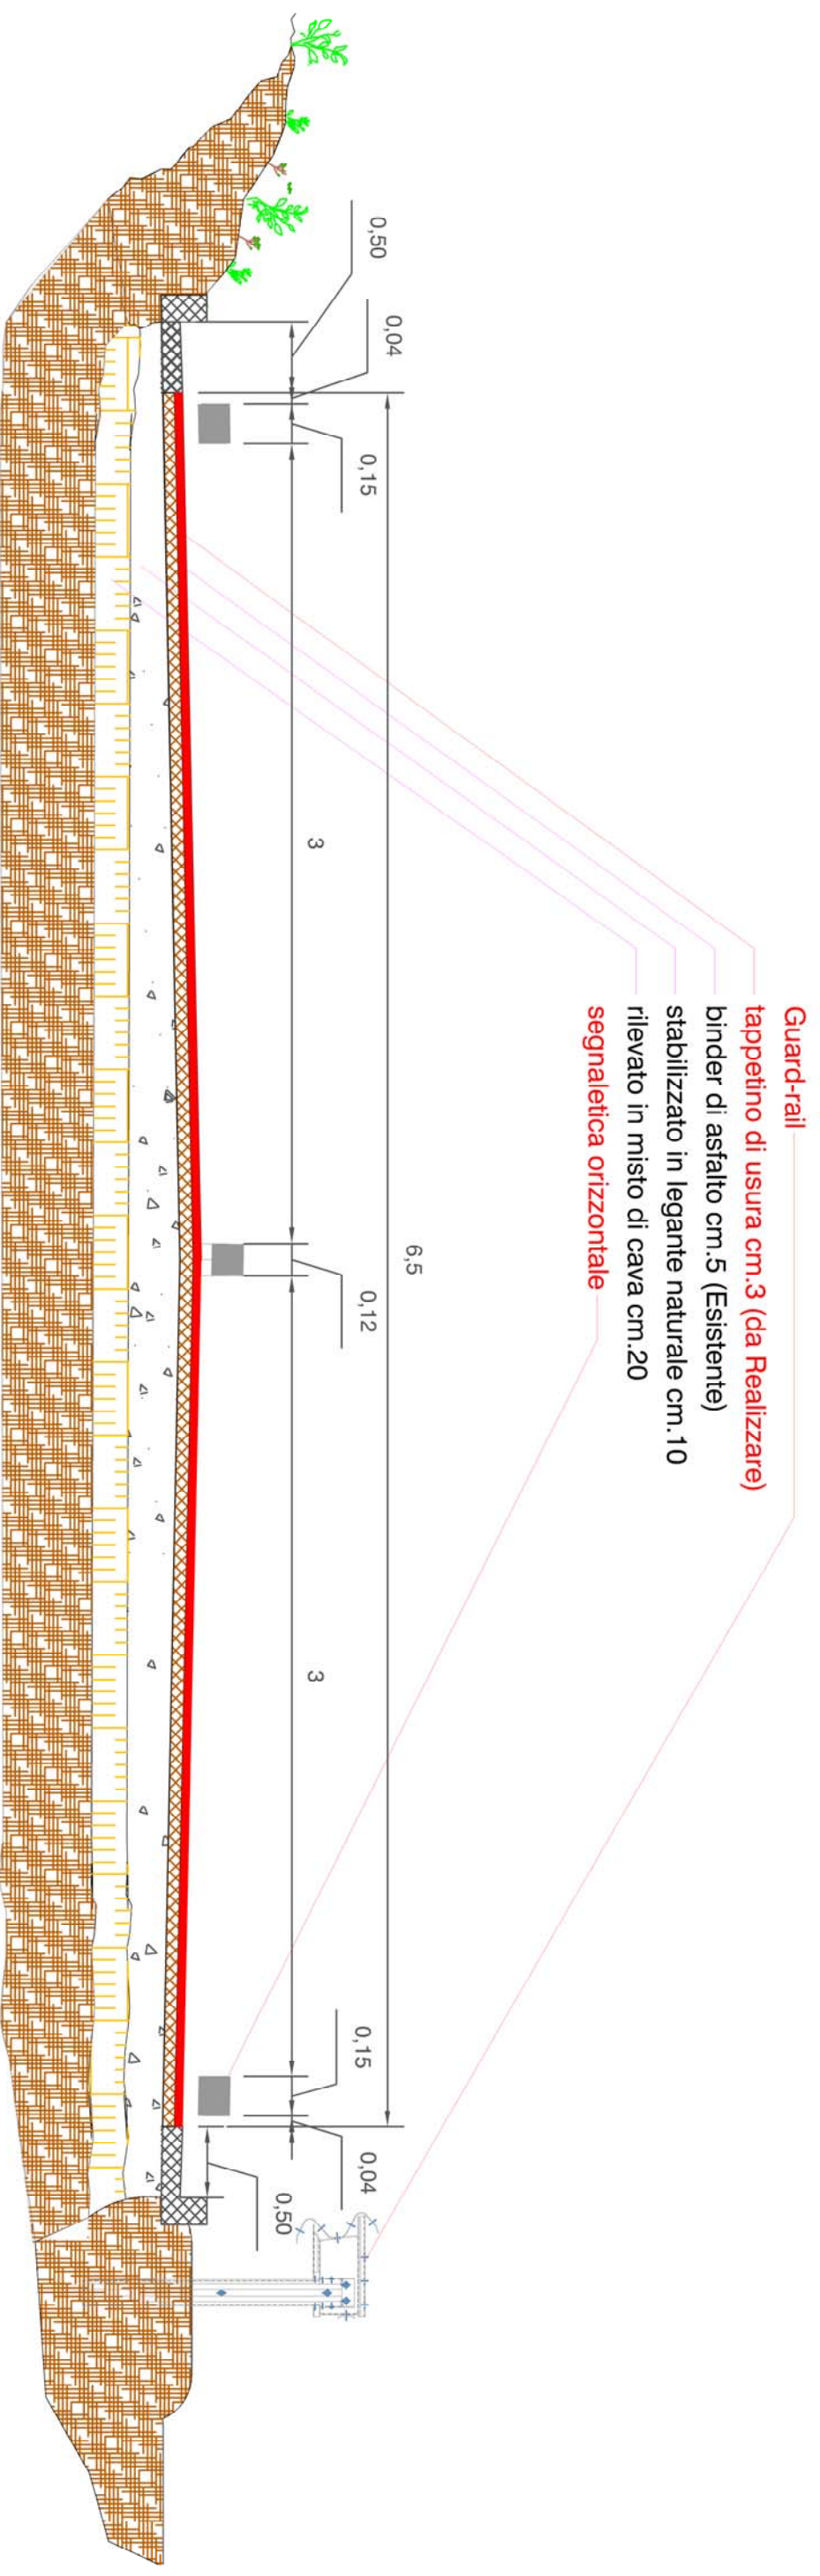 Guard-rail
tappetino di usura cm.3 (da Realizzare)
binder di asfalto cm.5 (Esistente)
stabilizzato in legante naturale cm.10
rilevato in misto di cava cm.20
segnaletica orizzontale
6,5
0,50
0,04
0,15
3
0,12
3
0,15
0,04
0,50